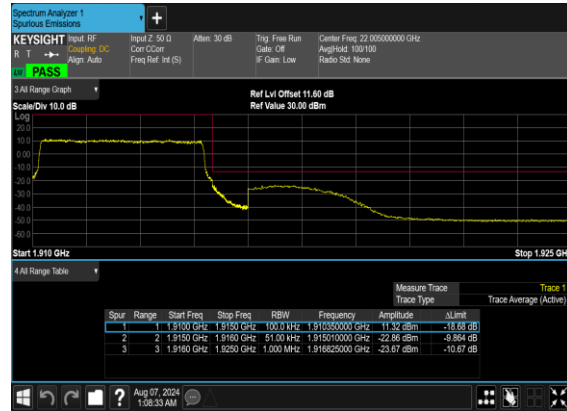 Spectrum Analyzer 1
Spurious Emissions
KEYSIGHT Input: RF Input Z: 50 Ω Atten: 30 dB Trig: Free Run Center Freq: 22.005000000 GHz
R T Coupling: DC Corr CCorr Gate: Off Avg|Hold: 100/100
Align: Auto Freq Ref: Int (S) IF Gain: Low Radio Std: None
LW PASS
3 All Range Graph
Ref Lvl Offset 11.60 dB
Scale/Div 10.0 dB Ref Value 30.00 dBm
Log
20.0
10.0
0.00
-10.0
-20.0
-30.0
-40.0
-50.0
-60.0
Start 1.910 GHz Stop 1.925 GH
4 All Range Table
Measure Trace Trace 1
Trace Type Trace Average (Active)
Spur Range Start Freq Stop Freq RBW Frequency Amplitude ΔLimit
1 1 1.9100 GHz 1.9150 GHz 100.0 kHz 1.910350000 GHz 11.32 dBm -18.68 dB
2 2 1.9150 GHz 1.9160 GHz 51.00 kHz 1.915010000 GHz -22.86 dBm -9.864 dB
3 3 1.9160 GHz 1.9250 GHz 1.000 MHz 1.916825000 GHz -23.67 dBm -10.67 dB
Aug 07, 2024
1:08:33 AM